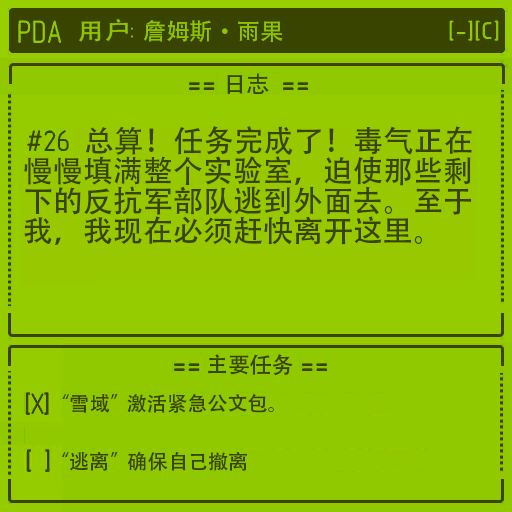 PDA 用户: 詹姆斯·雨果 [-][C]
== 日志 ==
#26 总算！任务完成了！毒气正在
慢慢填满整个实验室，迫使那些剩
下的反抗军部队逃到外面去。至于
我，我现在必须赶快离开这里。
== 主要任务 ==
[X] “雪域”激活紧急公文包。
[ ] “逃离”确保自己撤离